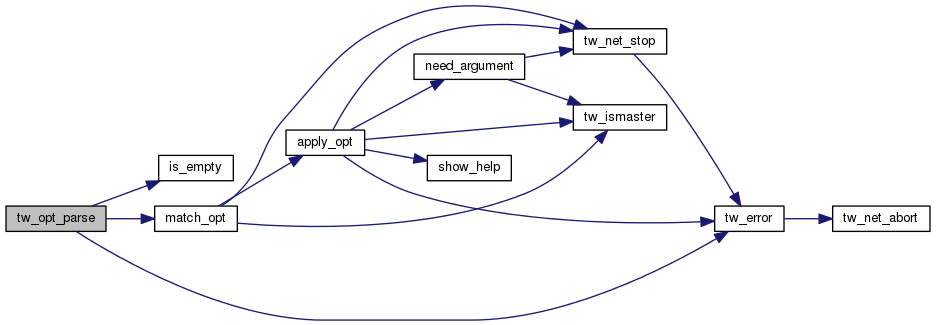 tw_opt_parse
is_empty
match_opt
apply_opt
need_argument
show_help
tw_net_stop
tw_ismaster
tw_error
tw_net_abort